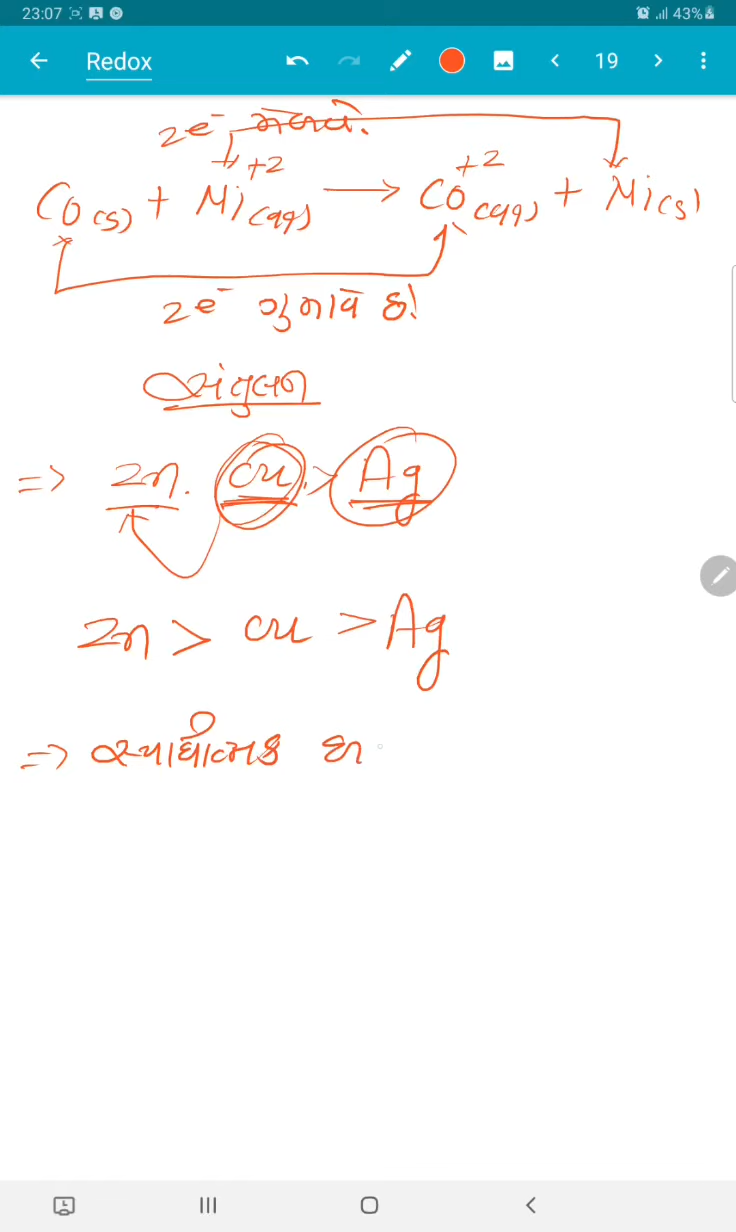 23:07 43%
Redox 19
2e⁻ મેળવે.
Co(s) + Ni⁺²(aq) → Co⁺²(aq) + Ni(s)
2e⁻ ગુમાવે છે!
સંતુલન
=> Zn. Cu. > Ag
Zn > Cu > Ag
=>